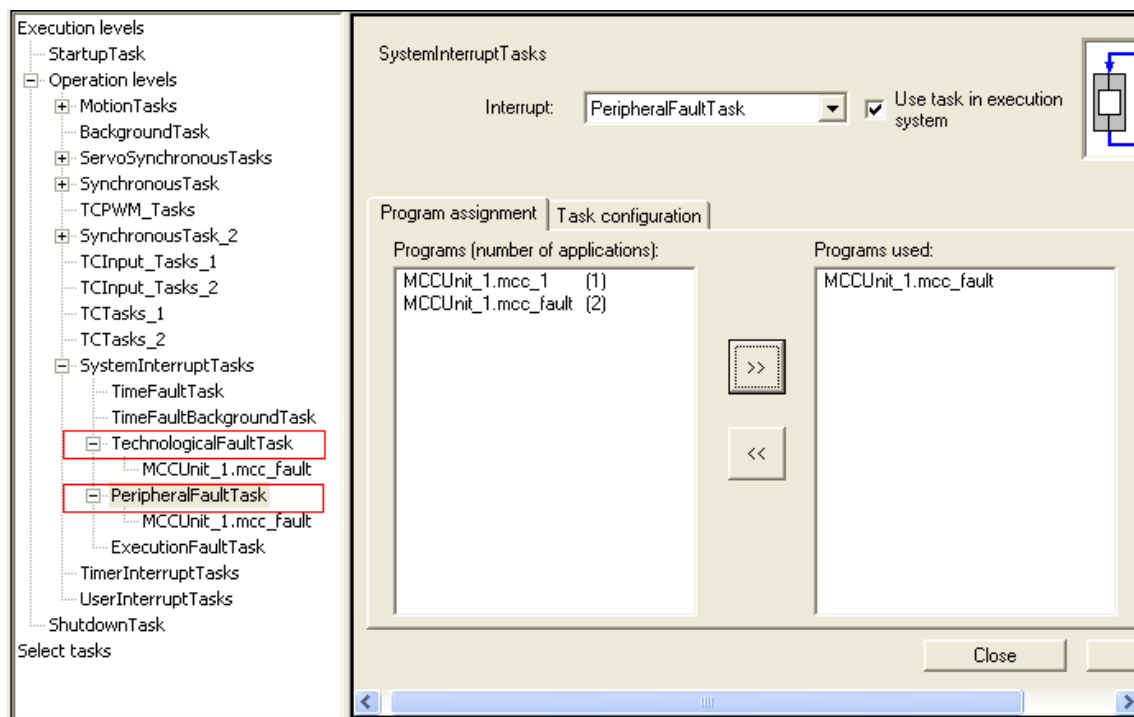 Execution levels
StartupTask
Operation levels
MotionTasks
BackgroundTask
ServoSynchronousTasks
SynchronousTask
TCPWM_Tasks
SynchronousTask_2
TCInput_Tasks_1
TCInput_Tasks_2
TCTasks_1
TCTasks_2
SystemInterruptTasks
TimeFaultTask
TimeFaultBackgroundTask
TechnologicalFaultTask
MCCUnit_1.mcc_fault
PeripheralFaultTask
MCCUnit_1.mcc_fault
ExecutionFaultTask
TimerInterruptTasks
UserInterruptTasks
ShutdownTask
Select tasks
SystemInterruptTasks
Interrupt: PeripheralFaultTask
Use task in execution
system
Program assignment Task configuration
Programs (number of applications):
MCCUnit_1.mcc_1 (1)
MCCUnit_1.mcc_fault (2)
>>
<<
Programs used:
MCCUnit_1.mcc_fault
Close